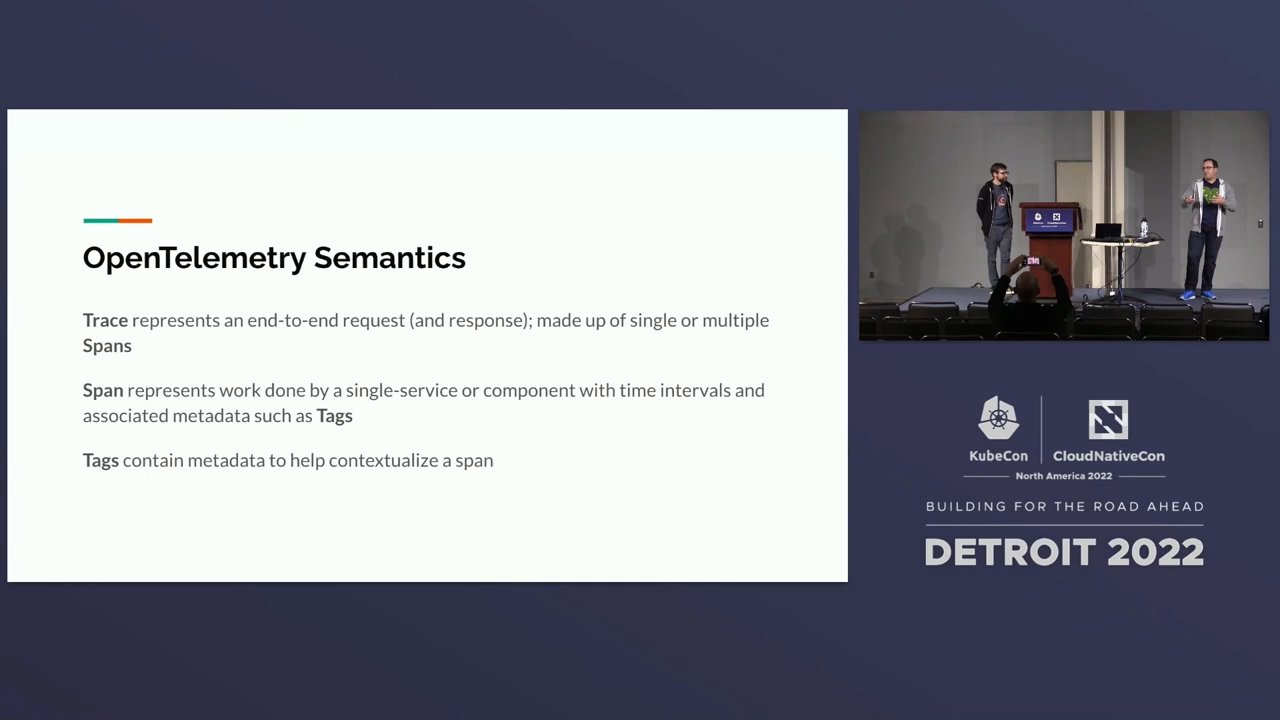 OpenTelemetry Semantics
Trace represents an end-to-end request (and response); made up of single or multiple
Spans
Span represents work done by a single-service or component with time intervals and
associated metadata such as Tags
Tags contain metadata to help contextualize a span
KubeCon
CloudNativeCon
North America 2022
BUILDING FOR THE ROAD AHEAD
DETROIT 2022